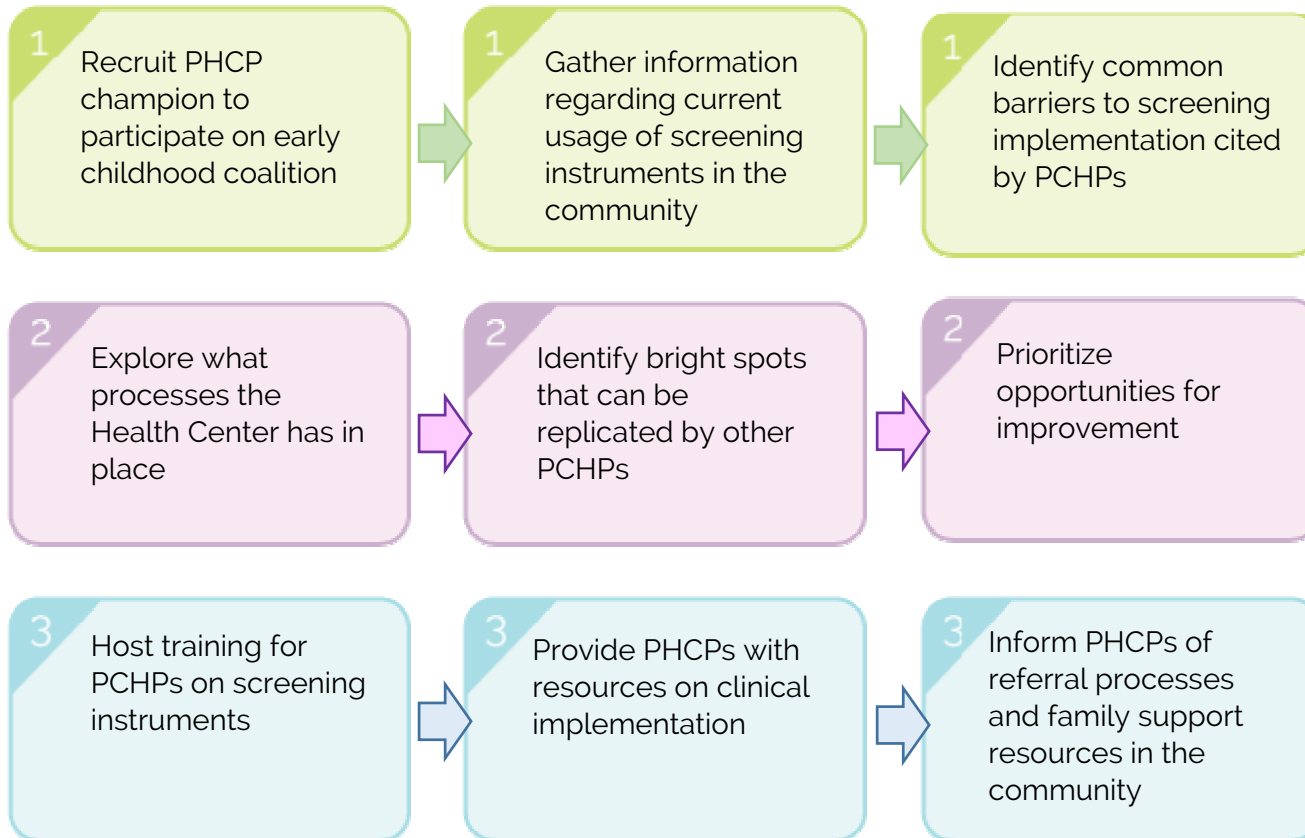 1
Recruit PHCP
champion to
participate on early
childhood coalition
1
Gather information
regarding current
usage of screening
instruments in the
community
1
Identify common
barriers to screening
implementation cited
by PCHPs
2
Explore what
processes the
Health Center has in
place
2
Identify bright spots
that can be
replicated by other
PCHPs
2
Prioritize
opportunities for
improvement
3
Host training for
PCHPs on screening
instruments
3
Provide PHCPs with
resources on clinical
implementation
3
Inform PHCPs of
referral processes
and family support
resources in the
community